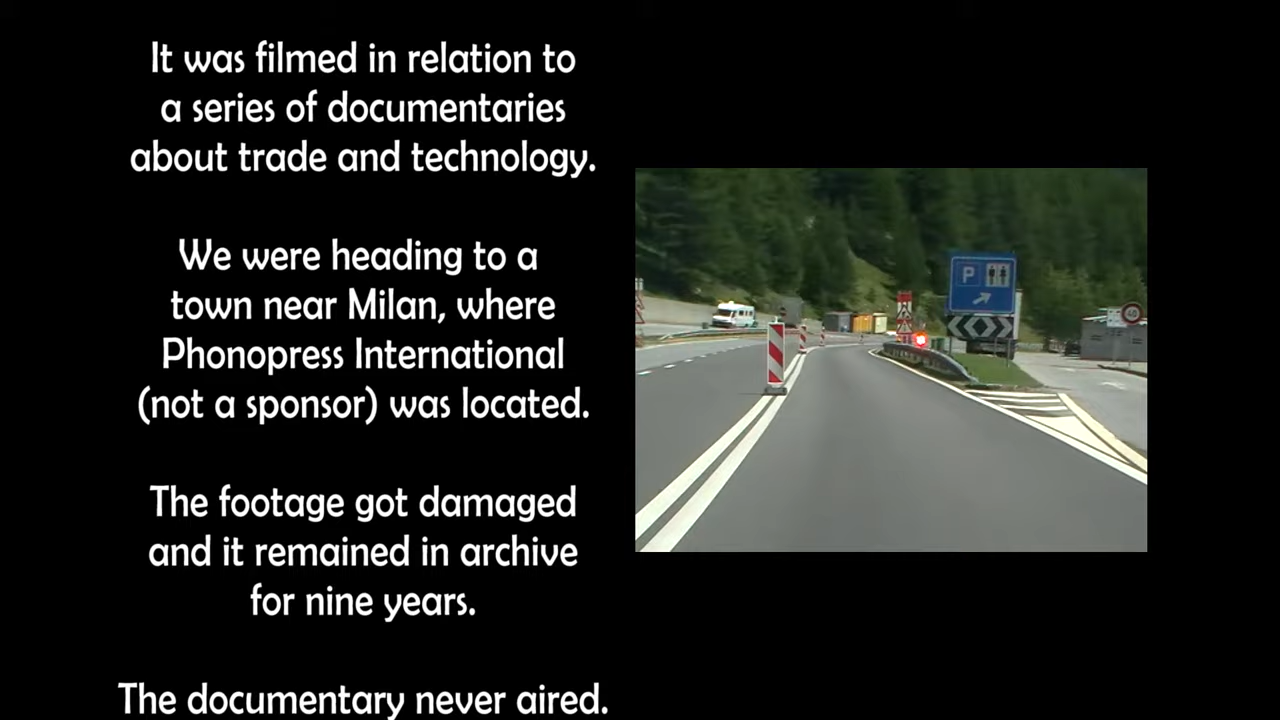 It was filmed in relation to
a series of documentaries
about trade and technology.
We were heading to a
town near Milan, where
Phonopress International
(not a sponsor) was located.
The footage got damaged
and it remained in archive
for nine years.
The documentary never aired.
P